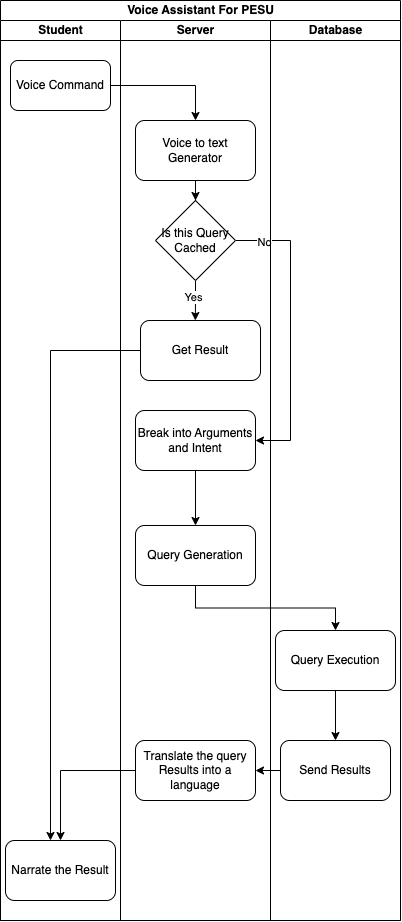 Voice Assistant For PESU
Student
Server
Database
Voice Command
Voice to text
Generator
Is this Query
Cached
No
Yes
Get Result
Break into Arguments
and Intent
Query Generation
Query Execution
Translate the query
Results into a
language
Send Results
Narrate the Result